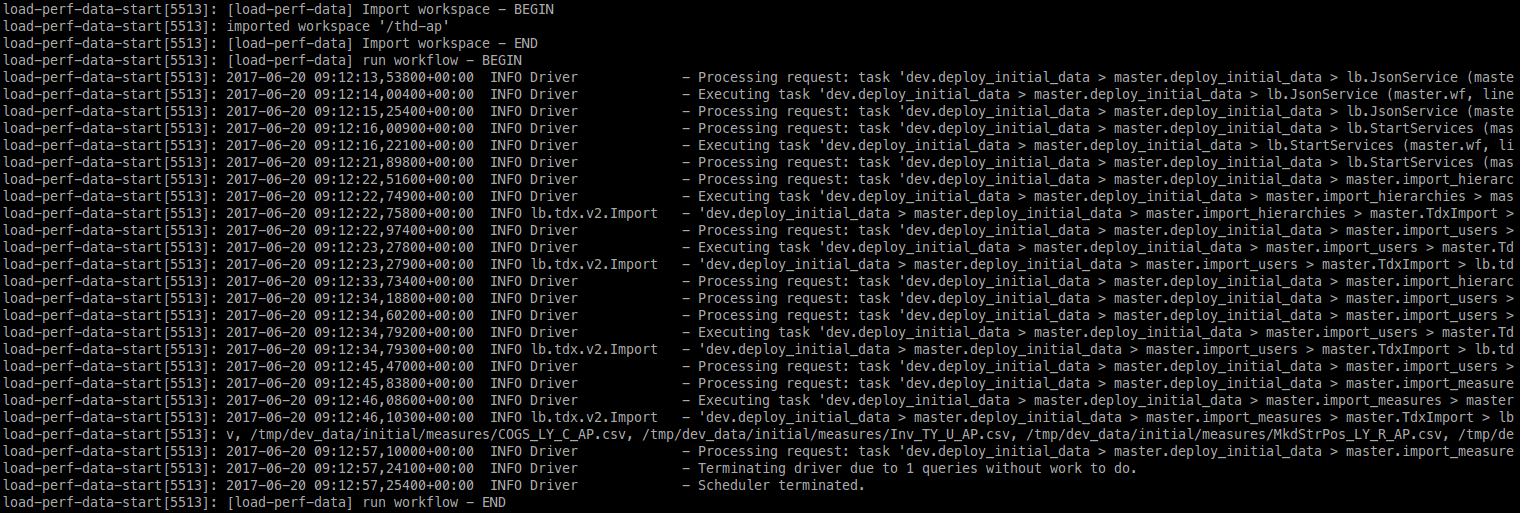 load-perf-data-start[5513]: [load-perf-data] Import workspace - BEGIN
load-perf-data-start[5513]: imported workspace '/thd-ap'
load-perf-data-start[5513]: [load-perf-data] Import workspace - END
load-perf-data-start[5513]: [load-perf-data] run workflow - BEGIN
load-perf-data-start[5513]: 2017-06-20 09:12:13,53800+00:00  INFO Driver             - Processing request: task 'dev.deploy_initial_data > master.deploy_initial_data > lb.JsonService (maste
load-perf-data-start[5513]: 2017-06-20 09:12:14,00400+00:00  INFO Driver             - Executing task 'dev.deploy_initial_data > master.deploy_initial_data > lb.JsonService (master.wf, line
load-perf-data-start[5513]: 2017-06-20 09:12:15,25400+00:00  INFO Driver             - Processing request: task 'dev.deploy_initial_data > master.deploy_initial_data > lb.JsonService (maste
load-perf-data-start[5513]: 2017-06-20 09:12:16,00900+00:00  INFO Driver             - Processing request: task 'dev.deploy_initial_data > master.deploy_initial_data > lb.StartServices (mas
load-perf-data-start[5513]: 2017-06-20 09:12:16,22100+00:00  INFO Driver             - Executing task 'dev.deploy_initial_data > master.deploy_initial_data > lb.StartServices (master.wf, li
load-perf-data-start[5513]: 2017-06-20 09:12:21,89800+00:00  INFO Driver             - Processing request: task 'dev.deploy_initial_data > master.deploy_initial_data > lb.StartServices (mas
load-perf-data-start[5513]: 2017-06-20 09:12:22,51600+00:00  INFO Driver             - Processing request: task 'dev.deploy_initial_data > master.deploy_initial_data > master.import_hierarc
load-perf-data-start[5513]: 2017-06-20 09:12:22,74900+00:00  INFO Driver             - Executing task 'dev.deploy_initial_data > master.deploy_initial_data > master.import_hierarchies > mas
load-perf-data-start[5513]: 2017-06-20 09:12:22,75800+00:00  INFO lb.tdx.v2.Import   - 'dev.deploy_initial_data > master.deploy_initial_data > master.import_hierarchies > master.TdxImport >
load-perf-data-start[5513]: 2017-06-20 09:12:22,97400+00:00  INFO Driver             - Processing request: task 'dev.deploy_initial_data > master.deploy_initial_data > master.import_users >
load-perf-data-start[5513]: 2017-06-20 09:12:23,27800+00:00  INFO Driver             - Executing task 'dev.deploy_initial_data > master.deploy_initial_data > master.import_users > master.Td
load-perf-data-start[5513]: 2017-06-20 09:12:23,27900+00:00  INFO lb.tdx.v2.Import   - 'dev.deploy_initial_data > master.deploy_initial_data > master.import_users > master.TdxImport > lb.td
load-perf-data-start[5513]: 2017-06-20 09:12:33,73400+00:00  INFO Driver             - Processing request: task 'dev.deploy_initial_data > master.deploy_initial_data > master.import_hierarc
load-perf-data-start[5513]: 2017-06-20 09:12:34,18800+00:00  INFO Driver             - Processing request: task 'dev.deploy_initial_data > master.deploy_initial_data > master.import_users >
load-perf-data-start[5513]: 2017-06-20 09:12:34,60200+00:00  INFO Driver             - Processing request: task 'dev.deploy_initial_data > master.deploy_initial_data > master.import_users >
load-perf-data-start[5513]: 2017-06-20 09:12:34,79200+00:00  INFO Driver             - Executing task 'dev.deploy_initial_data > master.deploy_initial_data > master.import_users > master.Td
load-perf-data-start[5513]: 2017-06-20 09:12:34,79300+00:00  INFO lb.tdx.v2.Import   - 'dev.deploy_initial_data > master.deploy_initial_data > master.import_users > master.TdxImport > lb.td
load-perf-data-start[5513]: 2017-06-20 09:12:45,47000+00:00  INFO Driver             - Processing request: task 'dev.deploy_initial_data > master.deploy_initial_data > master.import_users >
load-perf-data-start[5513]: 2017-06-20 09:12:45,83800+00:00  INFO Driver             - Processing request: task 'dev.deploy_initial_data > master.deploy_initial_data > master.import_measure
load-perf-data-start[5513]: 2017-06-20 09:12:46,08600+00:00  INFO Driver             - Executing task 'dev.deploy_initial_data > master.deploy_initial_data > master.import_measures > master
load-perf-data-start[5513]: 2017-06-20 09:12:46,10300+00:00  INFO lb.tdx.v2.Import   - 'dev.deploy_initial_data > master.deploy_initial_data > master.import_measures > master.TdxImport > lb
load-perf-data-start[5513]: v, /tmp/dev_data/initial/measures/COGS_LY_C_AP.csv, /tmp/dev_data/initial/measures/Inv_TY_U_AP.csv, /tmp/dev_data/initial/measures/MkdStrPos_LY_R_AP.csv, /tmp/de
load-perf-data-start[5513]: 2017-06-20 09:12:57,10000+00:00  INFO Driver             - Processing request: task 'dev.deploy_initial_data > master.deploy_initial_data > master.import_measure
load-perf-data-start[5513]: 2017-06-20 09:12:57,24100+00:00  INFO Driver             - Terminating driver due to 1 queries without work to do.
load-perf-data-start[5513]: 2017-06-20 09:12:57,25400+00:00  INFO Driver             - Scheduler terminated.
load-perf-data-start[5513]: [load-perf-data] run workflow - END